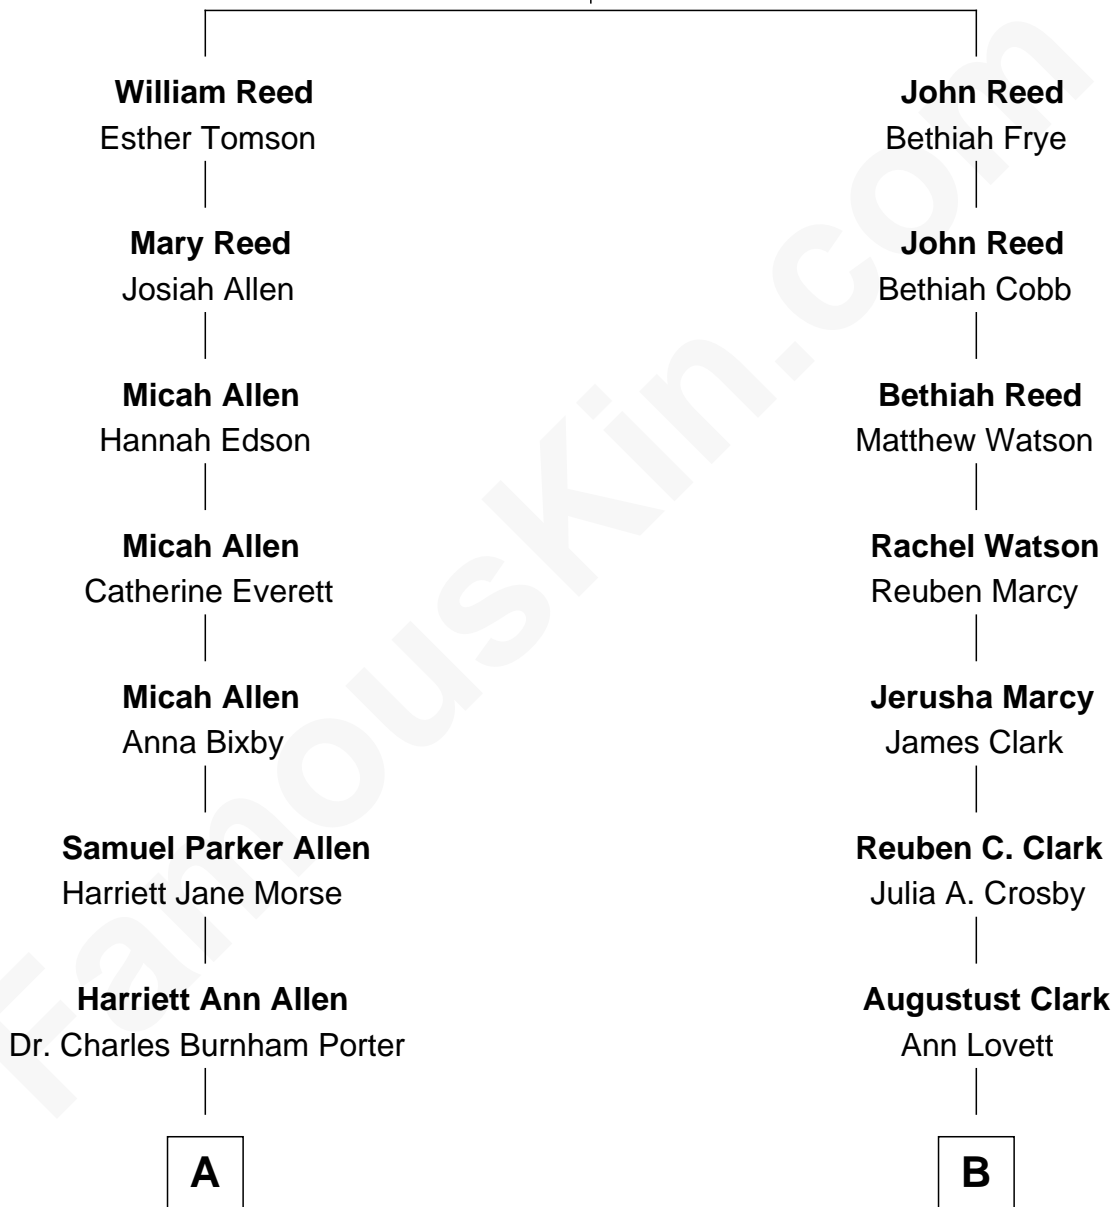 William Reed
Esther Tomson
Mary Reed
Josiah Allen
Micah Allen
Hannah Edson
Micah Allen
Catherine Everett
Micah Allen
Anna Bixby
Samuel Parker Allen
Harriett Jane Morse
Harriett Ann Allen
Dr. Charles Burnham Porter
A
John Reed
Bethiah Frye
John Reed
Bethiah Cobb
Bethiah Reed
Matthew Watson
Rachel Watson
Reuben Marcy
Jerusha Marcy
James Clark
Reuben C. Clark
Julia A. Crosby
Augustust Clark
Ann Lovett
B
FamousKin.com